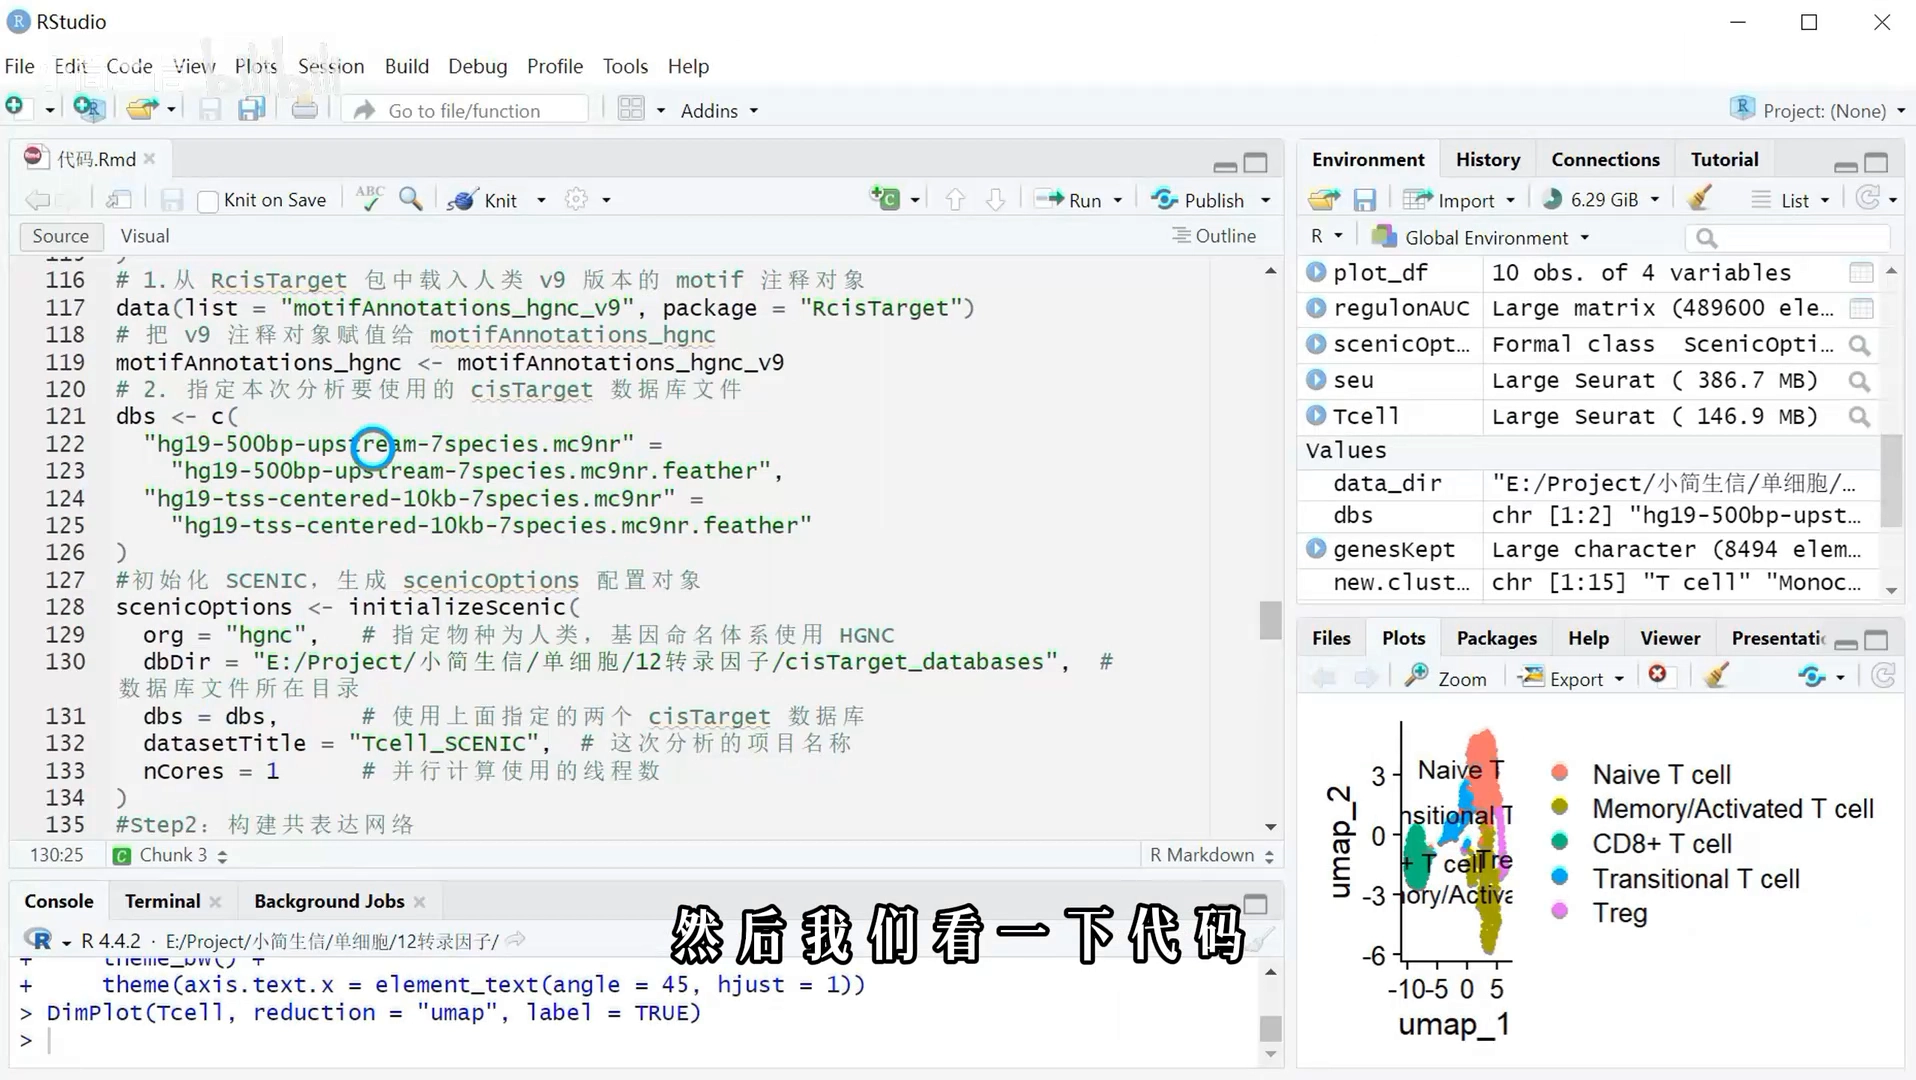 RStudio
File Edit Code View Plots Session Build Debug Profile Tools Help
Go to file/function Addins Project: (None)
代码.Rmd
Knit on Save Knit Run Publish
Source Visual Outline
116 # 1.从 RcisTarget 包中载入人类 v9 版本的 motif 注释对象
117 data(list = "motifAnnotations_hgnc_v9", package = "RcisTarget")
118 # 把 v9 注释对象赋值给 motifAnnotations_hgnc
119 motifAnnotations_hgnc <- motifAnnotations_hgnc_v9
120 # 2. 指定本次分析要使用的 cisTarget 数据库文件
121 dbs <- c(
122 "hg19-500bp-upstream-7species.mc9nr" =
123 "hg19-500bp-upstream-7species.mc9nr.feather",
124 "hg19-tss-centered-10kb-7species.mc9nr" =
125 "hg19-tss-centered-10kb-7species.mc9nr.feather"
126 )
127 #初始化 SCENIC，生成 scenicOptions 配置对象
128 scenicOptions <- initializeScenic(
129 org = "hgnc", # 指定物种为人类，基因命名体系使用 HGNC
130 dbDir = "E:/Project/小简生信/单细胞/12转录因子/cisTarget_databases", #
数据库文件所在目录
131 dbs = dbs, # 使用上面指定的两个 cisTarget 数据库
132 datasetTitle = "Tcell_SCENIC", # 这次分析的项目名称
133 nCores = 1 # 并行计算使用的线程数
134 )
135 #Step2：构建共表达网络
130:25 Chunk 3 R Markdown
Console Terminal Background Jobs
R 4.4.2 · E:/Project/小简生信/单细胞/12转录因子/
+ theme_bw() +
+ theme(axis.text.x = element_text(angle = 45, hjust = 1))
> DimPlot(Tcell, reduction = "umap", label = TRUE)
>
然后我们看一下代码
Environment History Connections Tutorial
Import 6.29 GiB List
R Global Environment
plot_df 10 obs. of 4 variables
regulonAUC Large matrix (489600 ele…
scenicOpt… Formal class ScenicOpti…
seu Large Seurat ( 386.7 MB)
Tcell Large Seurat ( 146.9 MB)
Values
data_dir "E:/Project/小简生信/单细胞/…
dbs chr [1:2] "hg19-500bp-upst…
genesKept Large character (8494 elem…
new.clust… chr [1:15] "T cell" "Monoc…
Files Plots Packages Help Viewer Presentatic
Zoom Export
umap_2
3
0
-3
-6
Naive T
nsitional T
+ T cell
Tre
nory/Activa
-10 -5 0 5
umap_1
Naive T cell
Memory/Activated T cell
CD8+ T cell
Transitional T cell
Treg